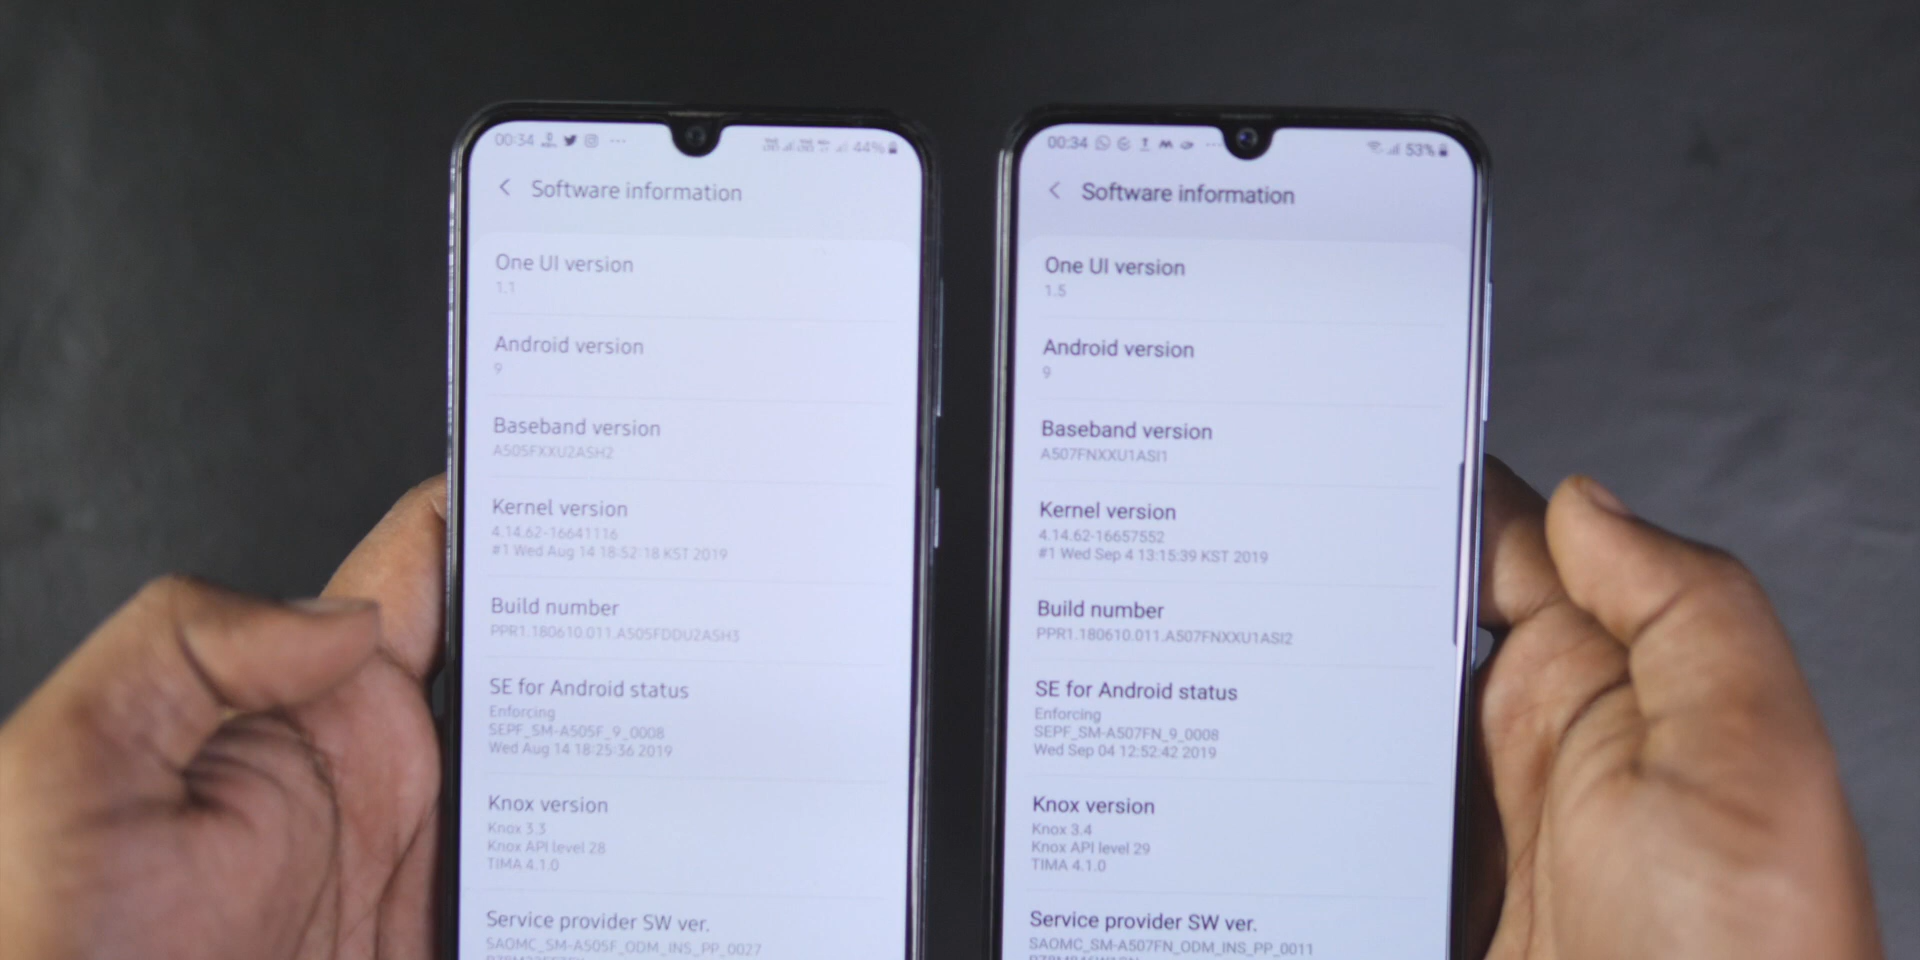 00:34
44%
Software information
One UI version
1.1
Android version
9
Baseband version
A505FXXU2ASH2
Kernel version
4.14.62-16641116
#1 Wed Aug 14 18:52:18 KST 2019
Build number
PPR1.180610.011.A505FDDU2ASH3
SE for Android status
Enforcing
SEPF_SM-A505F_9_0008
Wed Aug 14 18:25:36 2019
Knox version
Knox 3.3
Knox API level 28
TIMA 4.1.0
Service provider SW ver.
SAOMC_SM-A505F_ODM_INS_PP_0027
00:34
53%
Software information
One UI version
1.5
Android version
9
Baseband version
A507FNXXU1ASI1
Kernel version
4.14.62-16657552
#1 Wed Sep 4 13:15:39 KST 2019
Build number
PPR1.180610.011.A507FNXXU1ASI2
SE for Android status
Enforcing
SEPF_SM-A507FN_9_0008
Wed Sep 04 12:52:42 2019
Knox version
Knox 3.4
Knox API level 29
TIMA 4.1.0
Service provider SW ver.
SAOMC_SM-A507FN_ODM_INS_PP_0011